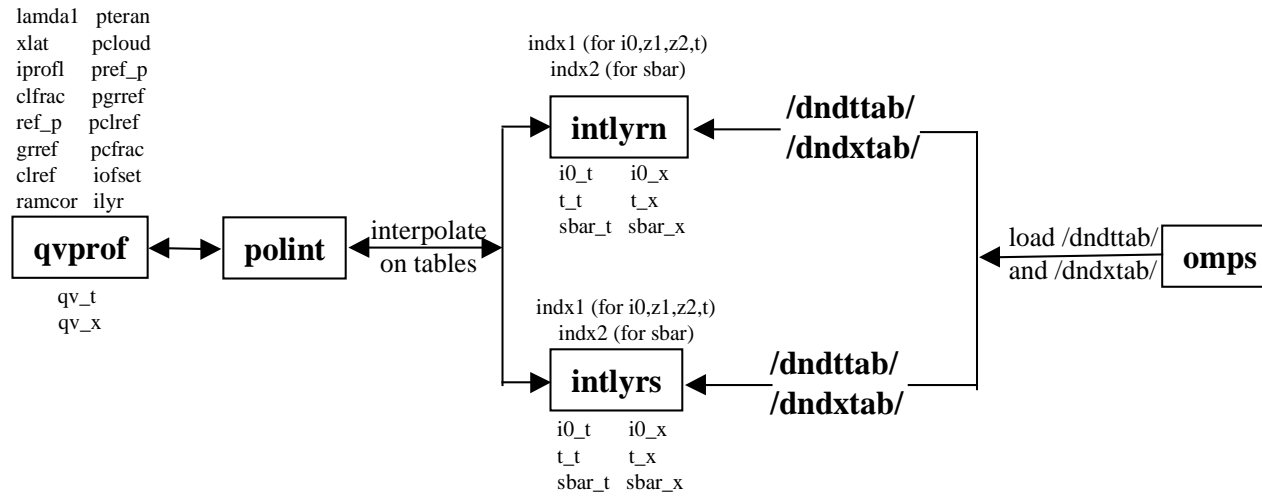 lamda1 pteran
xlat pcloud
iprofl pref_p
clfrac pgrref
ref_p pclref
grref pcfrac
clref iofset
ramcor ilyr
qvprof
qv_t
qv_x
polint
interpolate
on tables
indx1 (for i0,z1,z2,t)
indx2 (for sbar)
intlyrn
i0_t i0_x
t_t t_x
sbar_t sbar_x
/dndttab/
/dndxtab/
indx1 (for i0,z1,z2,t)
indx2 (for sbar)
intlyrs
i0_t i0_x
t_t t_x
sbar_t sbar_x
/dndttab/
/dndxtab/
load /dndttab/
and /dndxtab/
omps